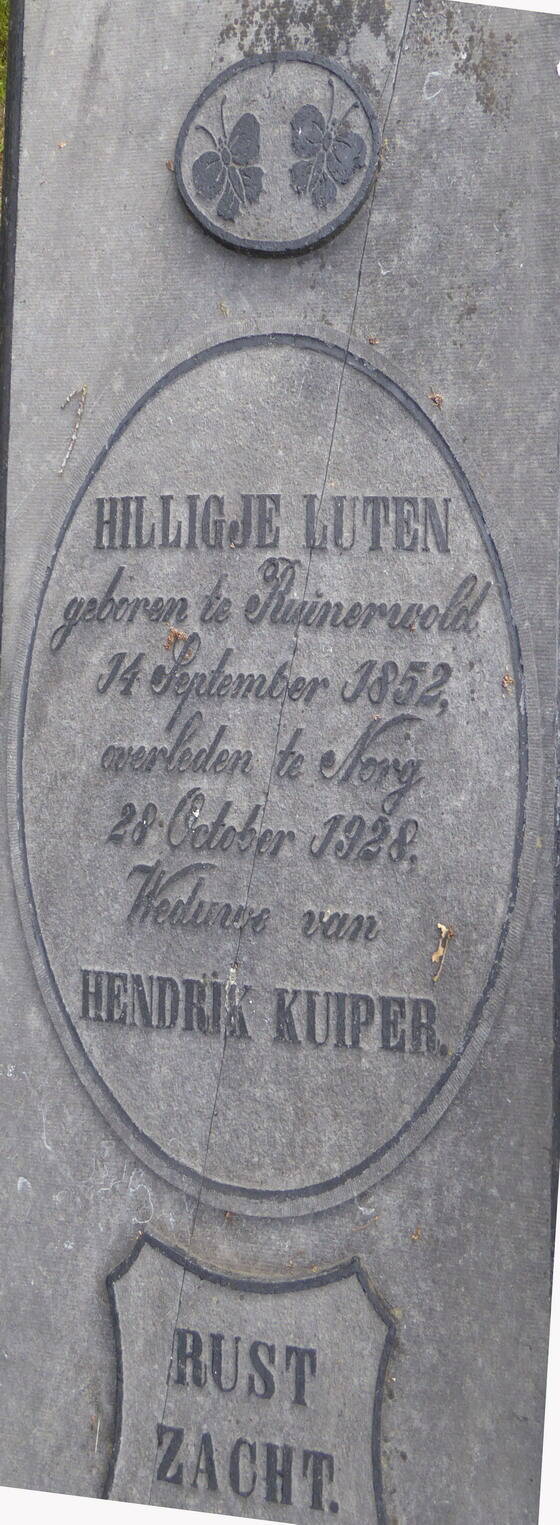 HILLIGJE LUTEN
geboren te Ruinerwold
14 September 1852,
overleden te Norg
28 October 1928.
Weduwe van
HENDRIK KUIPER.
RUST
ZACHT.